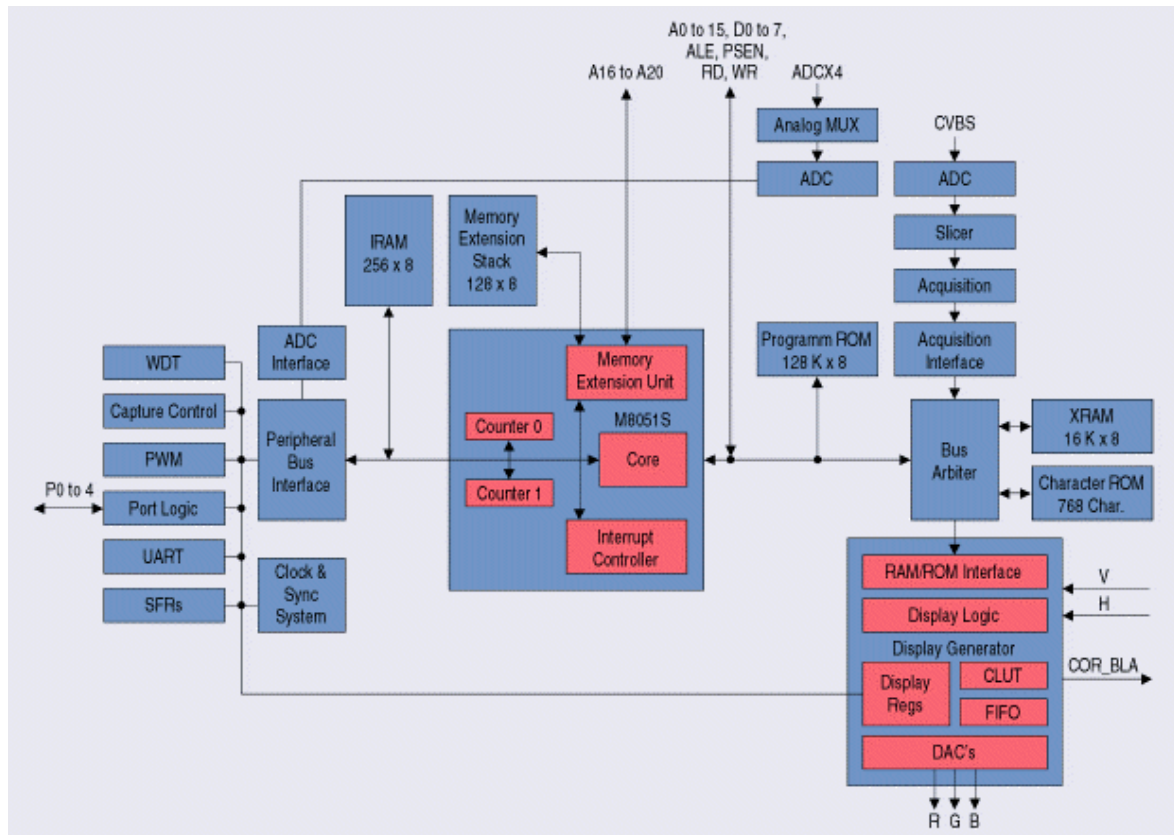 A0 to 15, D0 to 7,
ALE, PSEN,
RD, WR
A16 to A20
ADCX4
Analog MUX
CVBS
ADC
ADC
IRAM
256 x 8
Memory
Extension
Stack
128 x 8
Slicer
Acquisition
ADC
Interface
Programm ROM
128 K x 8
Acquisition
Interface
WDT
Capture Control
PWM
P0 to 4
Port Logic
UART
SFRs
Peripheral
Bus
Interface
Clock &
Sync
System
Memory
Extension Unit
M8051S
Counter 0
Core
Counter 1
Interrupt
Controller
Bus
Arbiter
XRAM
16 K x 8
Character ROM
768 Char.
RAM/ROM Interface
V
H
Display Logic
Display Generator
COR_BLA
Display
Regs
CLUT
FIFO
DAC's
R G B